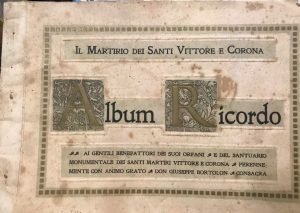 Il Martirio dei Santi Vittore e Corona
Album Ricordo
AI GENTILI BENEFATTORI DEI SUOI ORFANI E DEL SANTUARIO
MONUMENTALE DEI SANTI MARTIRI VITTORE E CORONA PERENNE
MENTE CON ANIMO GRATO DON GIUSEPPE BORTOLON CONSACRA